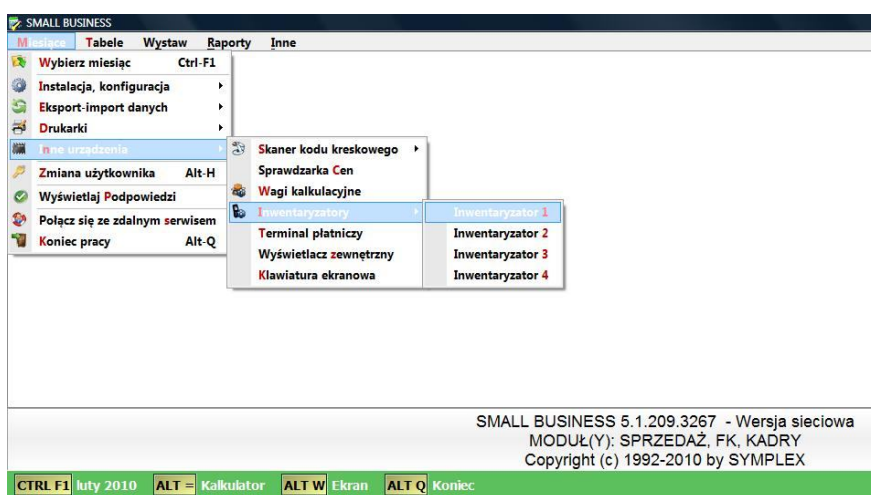 SMALL BUSINESS
Miesiące Tabele Wystaw Raporty Inne
Wybierz miesiąc Ctrl-F1
Instalacja, konfiguracja
Eksport-import danych
Drukarki
Inne urządzenia
Zmiana użytkownika Alt-H
Wyświetlaj Podpowiedzi
Połącz się ze zdalnym serwisem
Koniec pracy Alt-Q
Skaner kodu kreskowego
Sprawdzarka Cen
Wagi kalkulacyjne
Inwentaryzatory
Terminal płatniczy
Wyświetlacz zewnętrzny
Klawiatura ekranowa
Inwentaryzator 1
Inwentaryzator 2
Inwentaryzator 3
Inwentaryzator 4
SMALL BUSINESS 5.1.209.3267 - Wersja sieciowa
MODUŁ(Y): SPRZEDAŻ, FK, KADRY
Copyright (c) 1992-2010 by SYMPLEX
CTRL F1 luty 2010 ALT = Kalkulator ALT W Ekran ALT Q Koniec